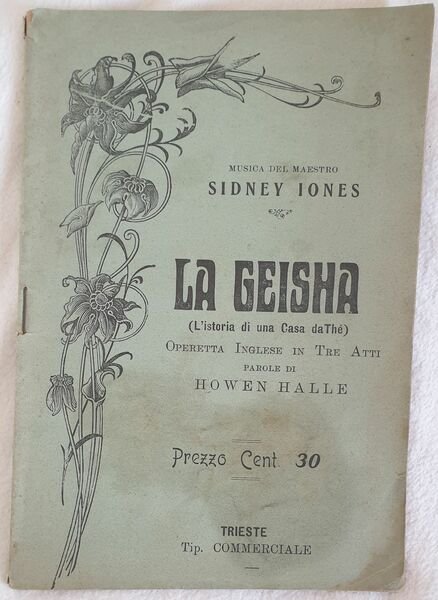 MUSICA DEL MAESTRO
SIDNEY IONES
LA GEISHA
(L'istoria di una Casa daThé)
OPERETTA INGLESE IN TRE ATTI
PAROLE DI
HOWEN HALLE
Prezzo Cent. 30
TRIESTE
Tip. COMMERCIALE